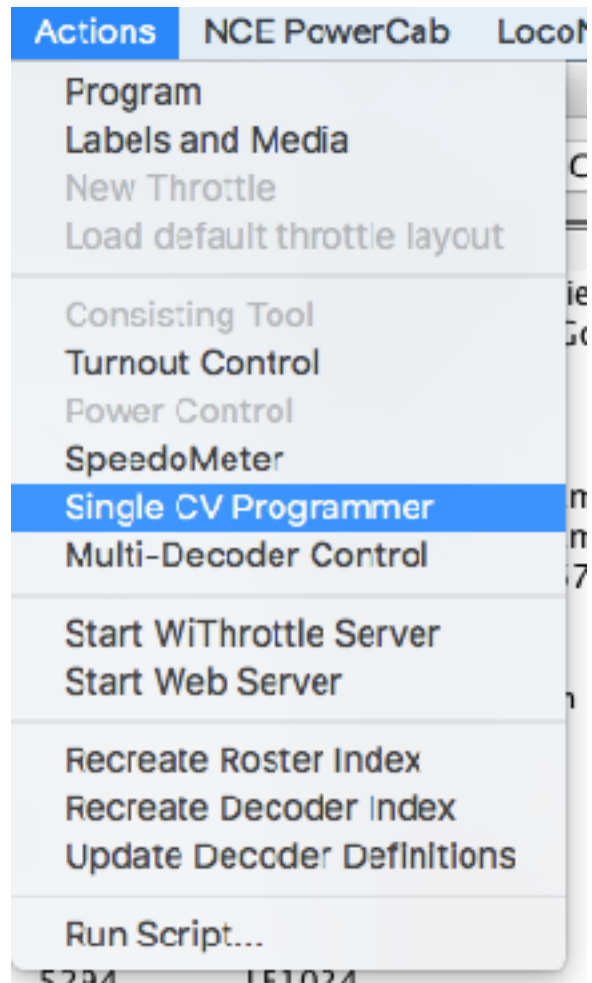 Actions NCE PowerCab Loco
Program
Labels and Media
New Throttle
Load default throttle layout
Consisting Tool
Turnout Control
Power Control
SpeedoMeter
Single CV Programmer
Multi-Decoder Control
Start WiThrottle Server
Start Web Server
Recreate Roster Index
Recreate Decoder Index
Update Decoder Definitions
Run Script...